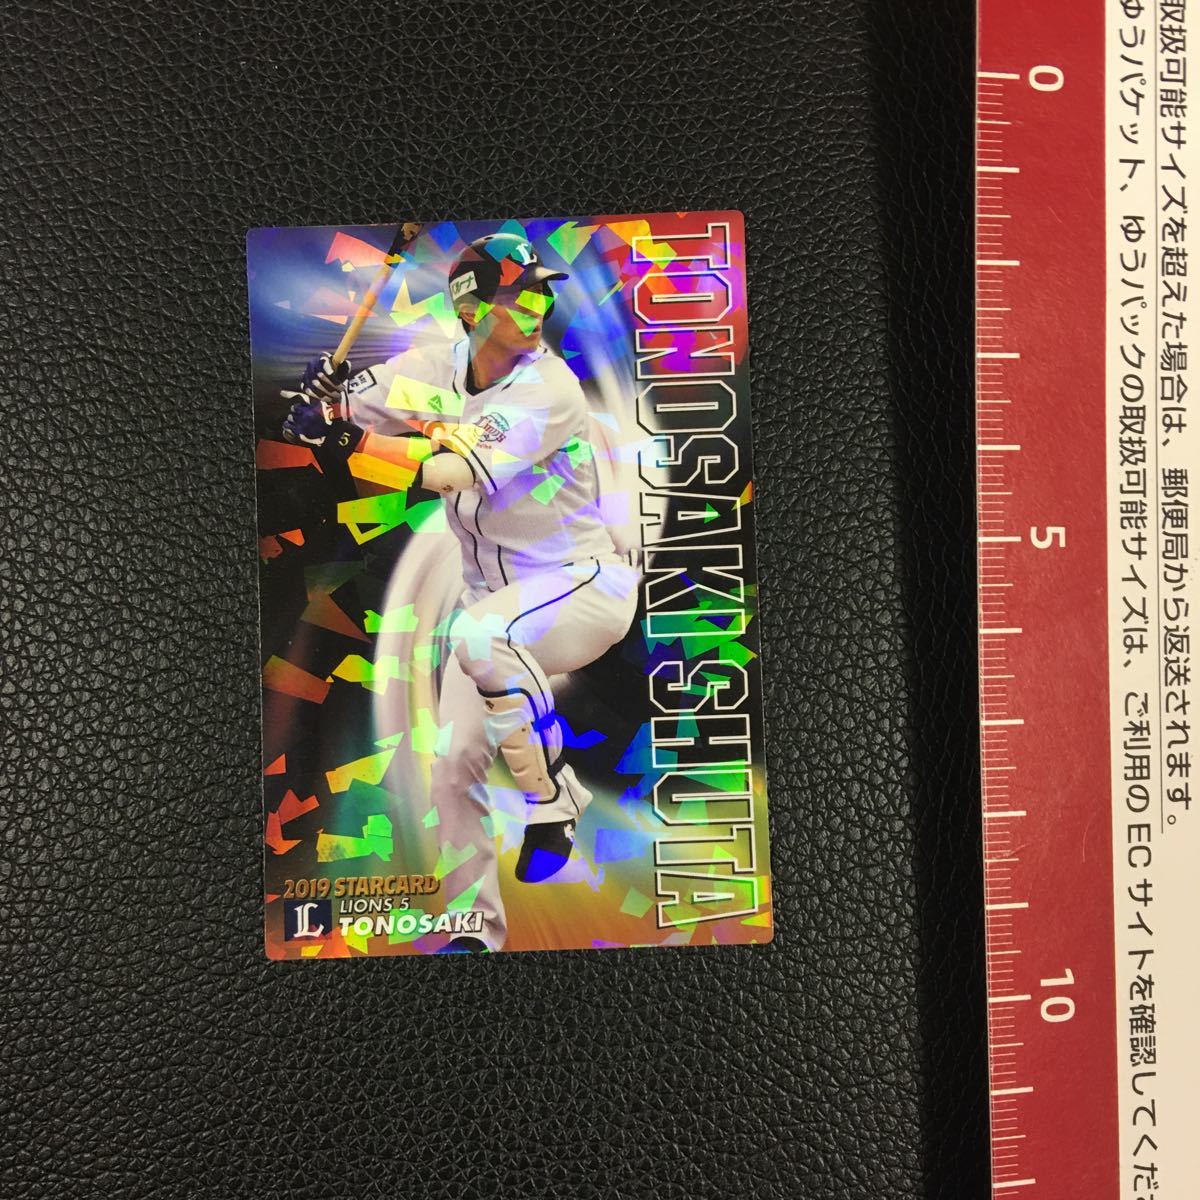 TONOSAKI SHUTA
L
5
2019 STARCARD
LIONS 5
L
TONOSAKI
0
5
10
取扱可能サイズを超えた場合は、郵便局から返送されます。
ゆうパケット、ゆうパックの取扱可能サイズは、ご利用のECサイトを確認してくださ